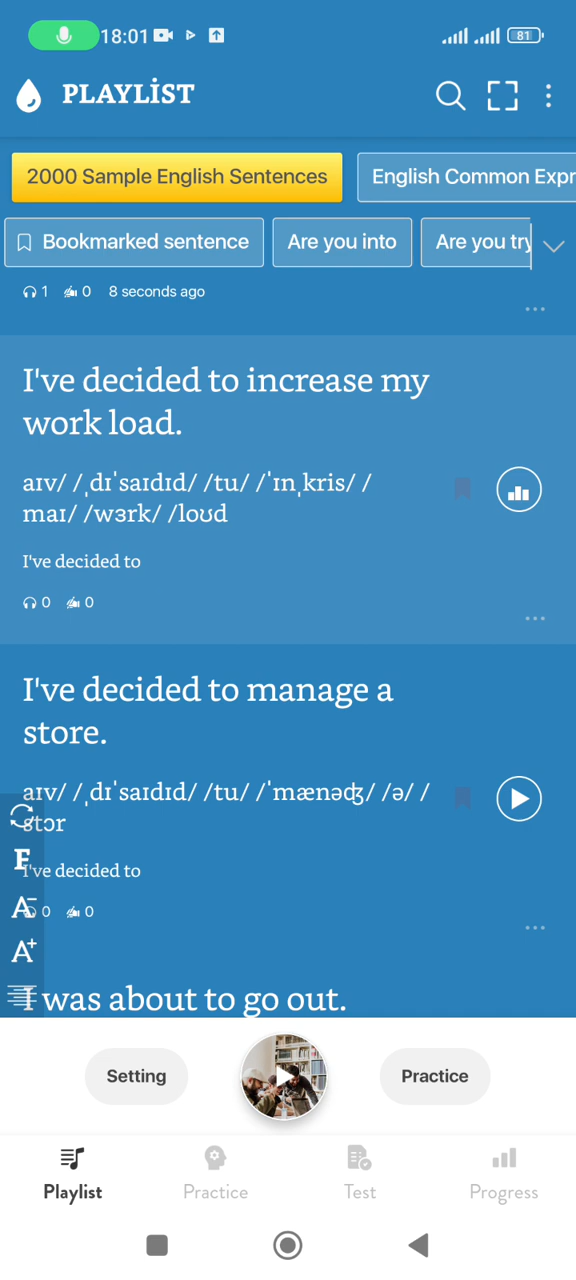 18:01
81
PLAYLİST
2000 Sample English Sentences
English Common Expr
Bookmarked sentence
Are you into
Are you try
1 0 8 seconds ago
I've decided to increase my
work load.
aɪv/ /ˌdɪˈsaɪdɪd/ /tu/ /ˈɪnˌkris/ /
maɪ/ /wɜrk/ /loʊd
I've decided to
0 0
I've decided to manage a
store.
aɪv/ /ˌdɪˈsaɪdɪd/ /tu/ /ˈmænəʤ/ /ə/ /
stɔr
F
I've decided to
A-
0 0
A+
I was about to go out.
Setting
Practice
Playlist
Practice
Test
Progress